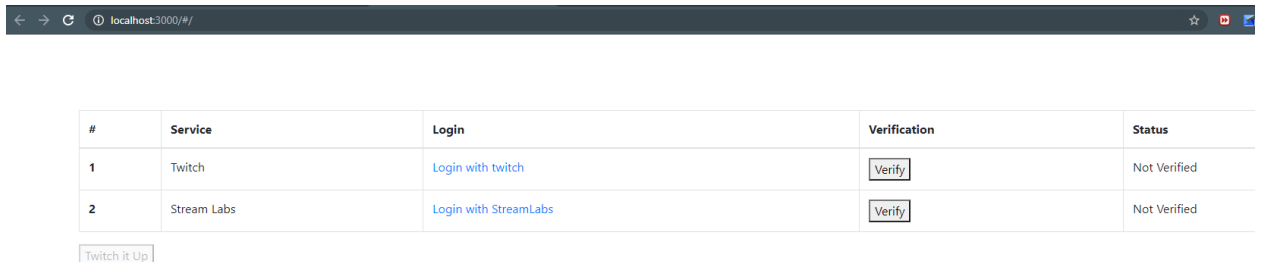 localhost:3000/#/
# Service Login Verification Status
1 Twitch Login with twitch Verify Not Verified
2 Stream Labs Login with StreamLabs Verify Not Verified
Twitch it Up